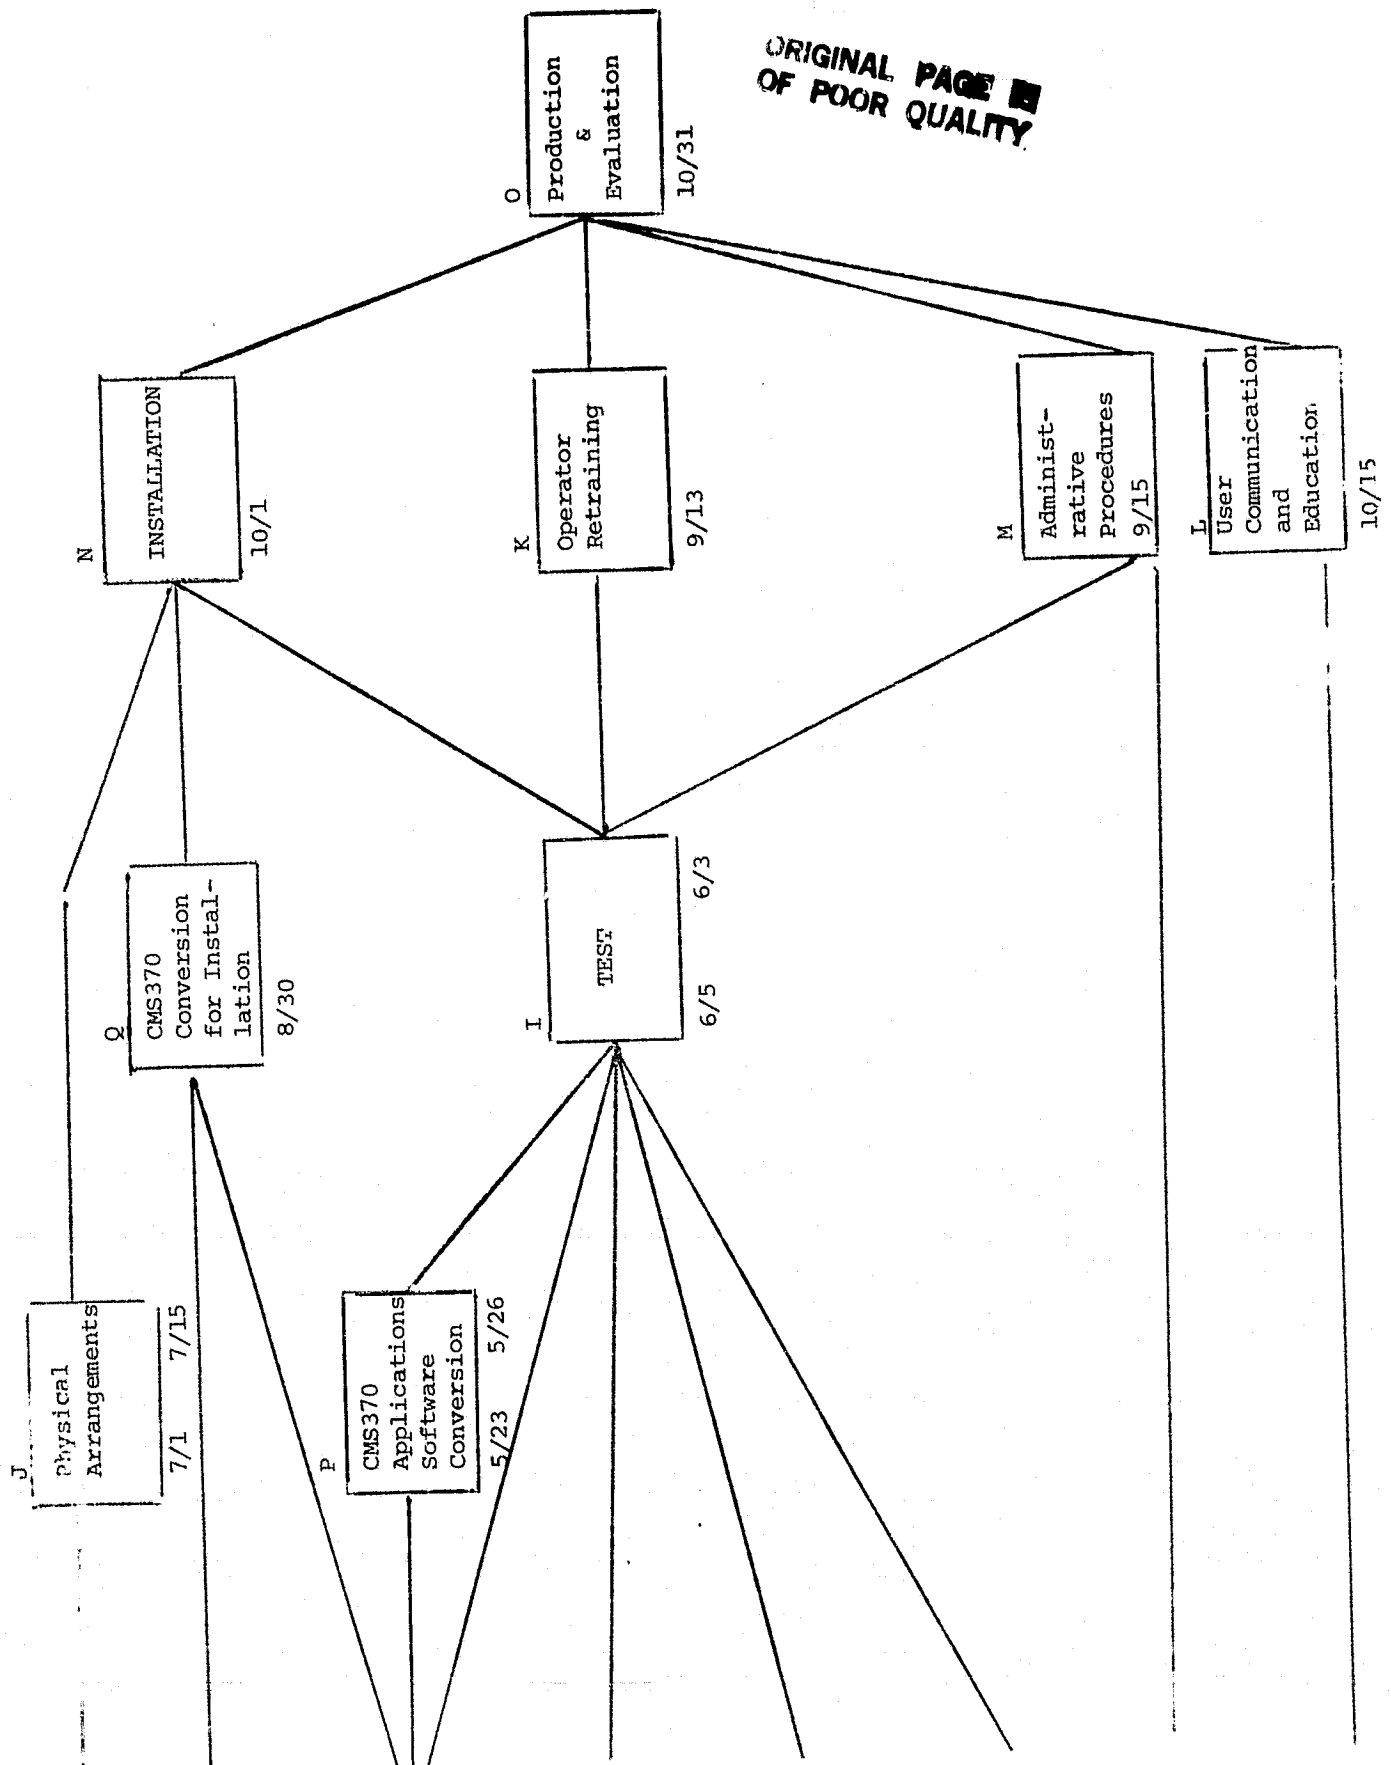 ORIGINAL PAGE
OF POOR QUALITY
J
Physical
Arrangements
7/1 7/15
Q
CMS370
Conversion
for Instal-
lation
8/30
N
INSTALLATION
10/1
P
CMS370
Applications
Software
Conversion
5/23 5/26
I
TEST
6/5 6/3
K
Operator
Retraining
9/13
O
Production
&
Evaluation
10/31
M
Administ-
rative
Procedures
9/15
L
User
Communication
and
Education
10/15